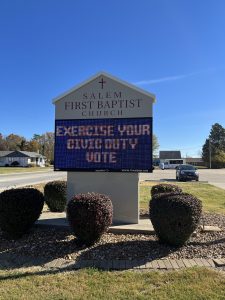 SALEM
FIRST BAPTIST
CHURCH
EXERCISE YOUR
CIVIC DUTY
VOTE